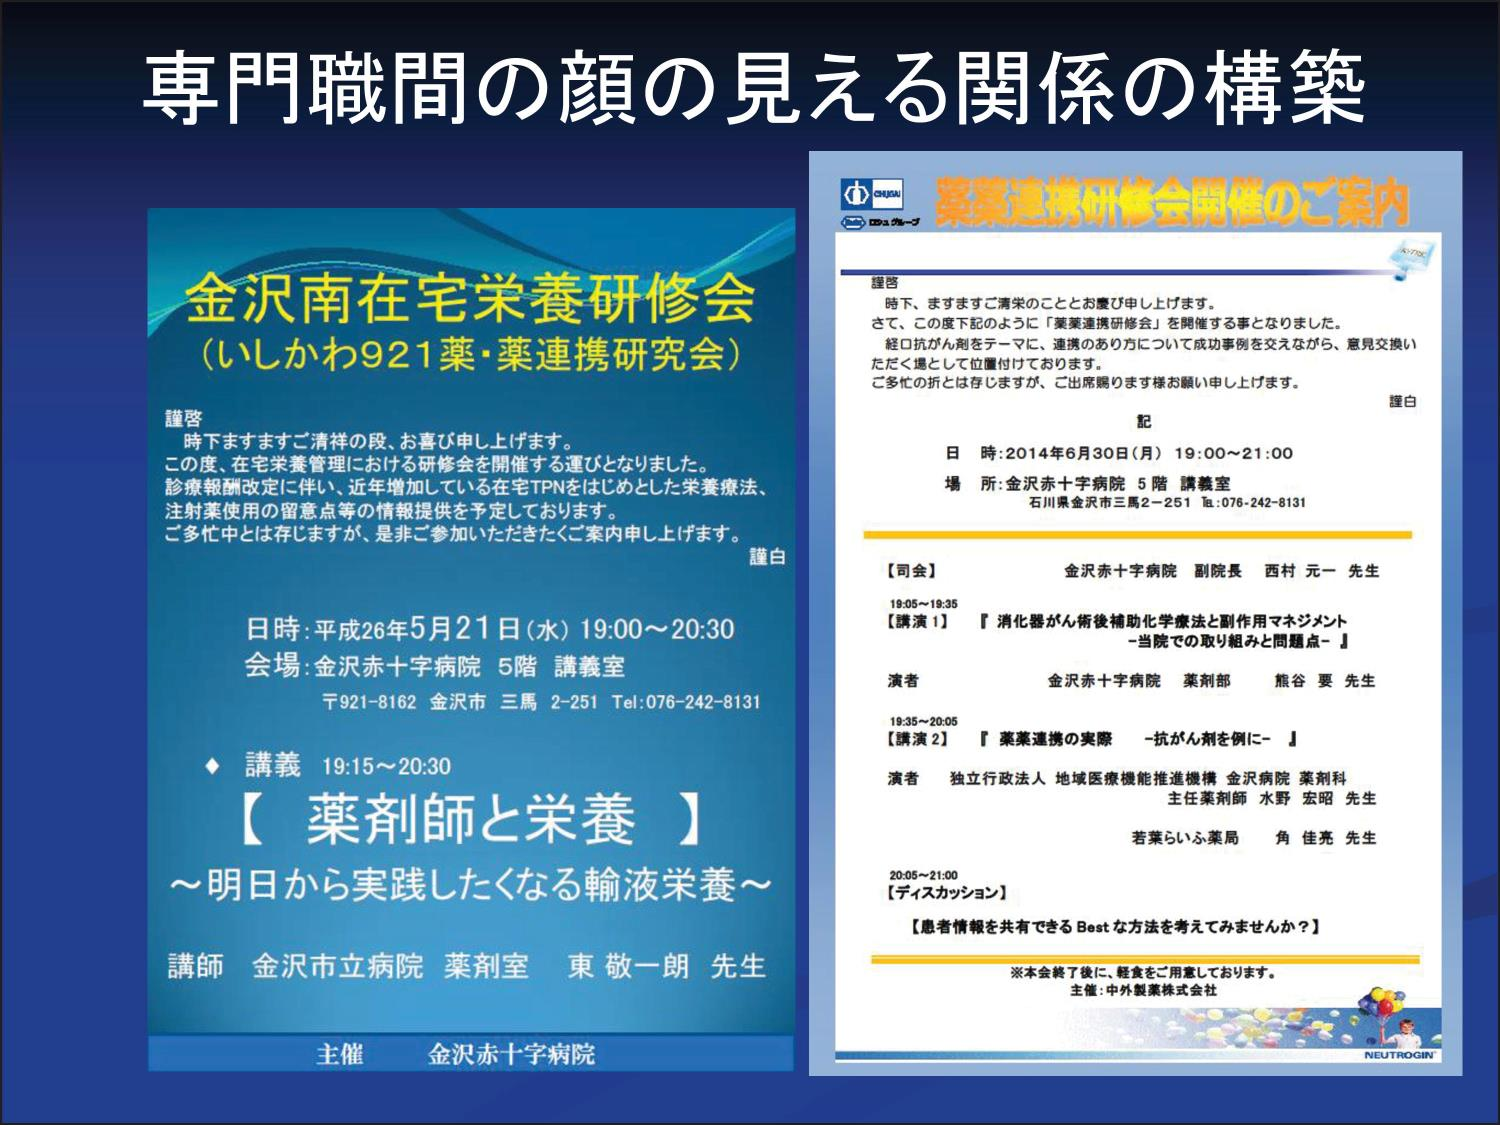 専門職間の顔の見える関係の構築
金沢南在宅栄養研修会
（いしかわ921薬・薬連携研究会）
謹啓
時下ますますご清祥の段、お喜び申し上げます。
この度、在宅栄養管理における研修会を開催する運びとなりました。
診療報酬改定に伴い、近年増加している在宅TPNをはじめとした栄養療法、
注射薬使用の留意点等の情報提供を予定しております。
ご多忙中とは存じますが、是非ご参加いただきたくご案内申し上げます。
謹白
日時：平成26年5月21日（水） 19:00～20:30
会場：金沢赤十字病院 5階 講義室
〒921-8162 金沢市 三馬 2-251 Tel:076-242-8131
♦ 講義 19:15～20:30
【 薬剤師と栄養 】
～明日から実践したくなる輸液栄養～
講師 金沢市立病院 薬剤室 東 敬一朗 先生
主催 金沢赤十字病院
CHUGAI
ロシュ グループ
薬薬連携研修会開催のご案内
謹啓
時下、ますますご清栄のこととお慶び申し上げます。
さて、この度下記のように「薬薬連携研修会」を開催する事となりました。
経口抗がん剤をテーマに、連携のあり方について成功事例を交えながら、意見交換い
ただく場として位置付けております。
ご多忙の折とは存じますが、ご出席賜ります様お願い申し上げます。
謹白
記
日 時：2014年6月30日（月） 19:00～21:00
場 所：金沢赤十字病院 5 階 講義室
石川県金沢市三馬2－251 ℡：076-242-8131
【司会】 金沢赤十字病院 副院長 西村 元一 先生
19:05～19:35
【講演 1】 『 消化器がん術後補助化学療法と副作用マネジメント
-当院での取り組みと問題点- 』
演者 金沢赤十字病院 薬剤部 熊谷 要 先生
19:35～20:05
【講演 2】 『 薬薬連携の実際 -抗がん剤を例に- 』
演者 独立行政法人 地域医療機能推進機構 金沢病院 薬剤科
主任薬剤師 水野 宏昭 先生
若葉らいふ薬局 角 佳亮 先生
20:05～21:00
【ディスカッション】
【患者情報を共有できる Best な方法を考えてみませんか？】
※本会終了後に、軽食をご用意しております。
主催：中外製薬株式会社
NEUTROGIN